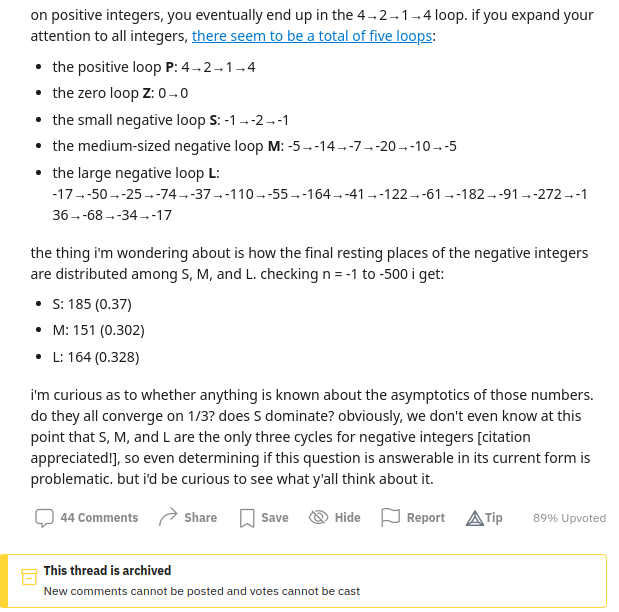 on positive integers, you eventually end up in the 4→2→1→4 loop. if you expand your
attention to all integers, there seem to be a total of five loops:
• the positive loop P: 4→2→1→4
• the zero loop Z: 0→0
• the small negative loop S: -1→-2→-1
• the medium-sized negative loop M: -5→-14→-7→-20→-10→-5
• the large negative loop L:
-17→-50→-25→-74→-37→-110→-55→-164→-41→-122→-61→-182→-91→-272→-1
36→-68→-34→-17
the thing i'm wondering about is how the final resting places of the negative integers
are distributed among S, M, and L. checking n = -1 to -500 i get:
• S: 185 (0.37)
• M: 151 (0.302)
• L: 164 (0.328)
i'm curious as to whether anything is known about the asymptotics of those numbers.
do they all converge on 1/3? does S dominate? obviously, we don't even know at this
point that S, M, and L are the only three cycles for negative integers [citation
appreciated!], so even determining if this question is answerable in its current form is
problematic. but i'd be curious to see what y'all think about it.
44 Comments Share Save Hide Report Tip 89% Upvoted
This thread is archived
New comments cannot be posted and votes cannot be cast